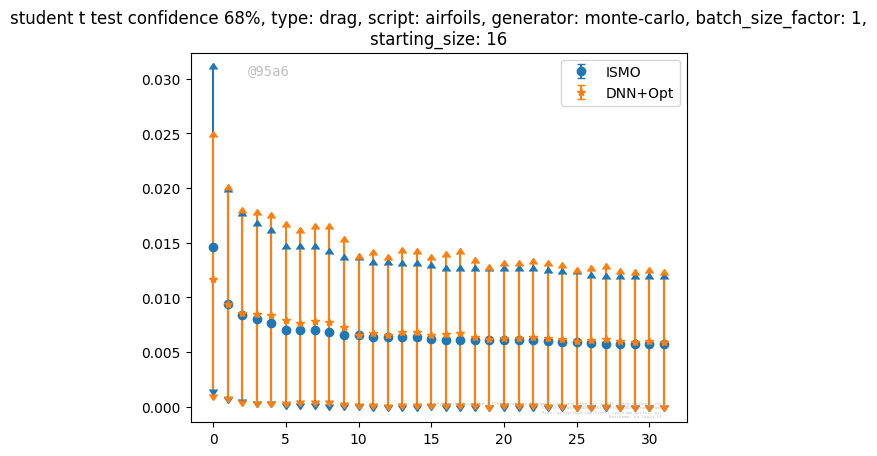 student t test confidence 68%, type: drag, script: airfoils, generator: monte-carlo, batch_size_factor: 1,
starting_size: 16
@95a6
ISMO
DNN+Opt
0.030
0.025
0.020
0.015
0.010
0.005
0.000
0 5 10 15 20 25 30